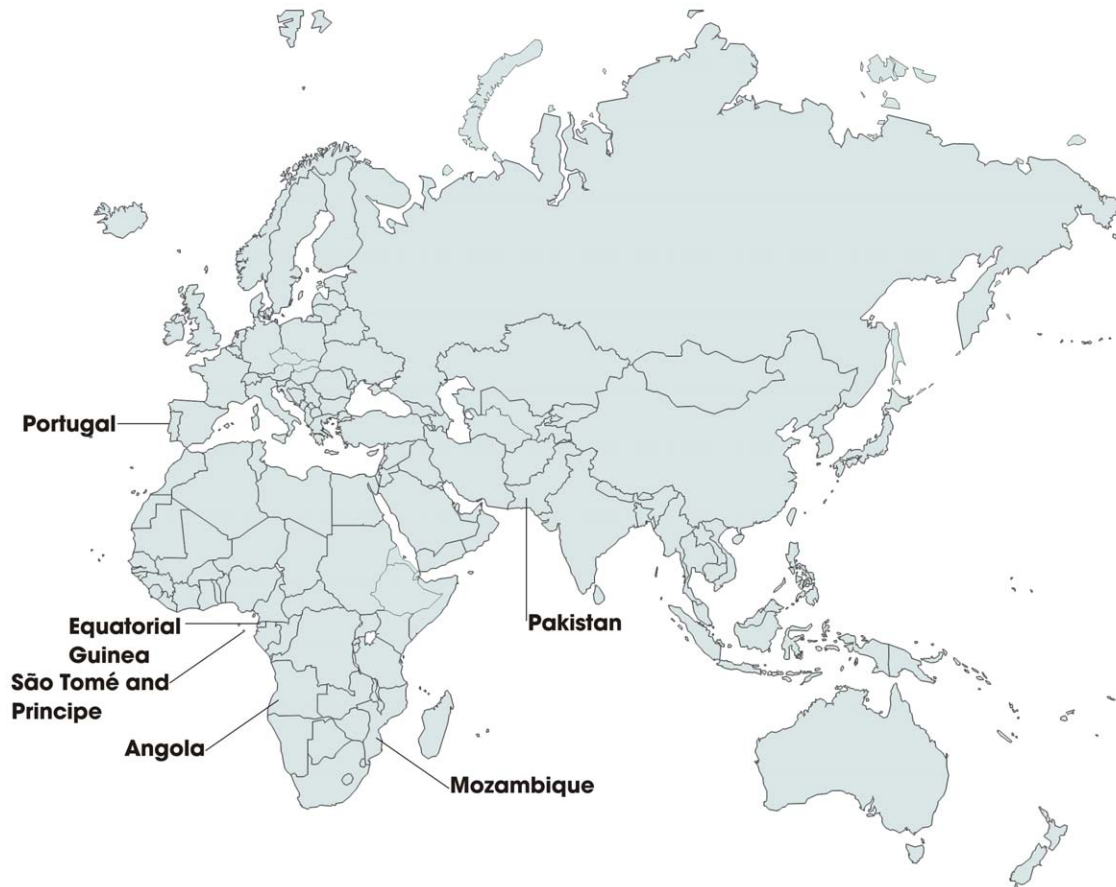 Portugal
Equatorial
Guinea
São Tomé and
Principe
Angola
Mozambique
Pakistan